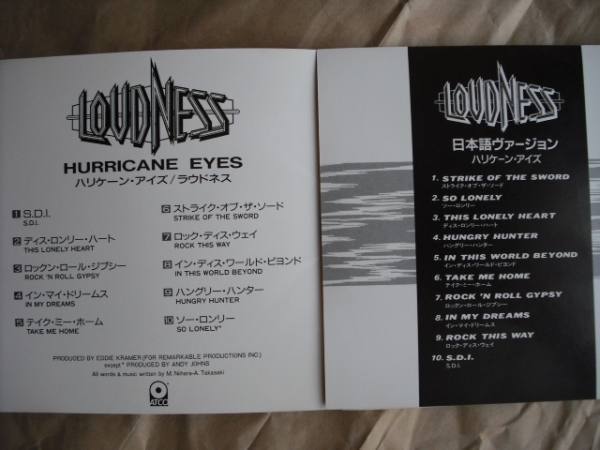 LOUDNESS
HURRICANE EYES
ハリケーン・アイズ/ラウドネス
1 S.D.I.
S.D.I.
2 ディス・ロンリー・ハート
THIS LONELY HEART
3 ロックン・ロール・ジプシー
ROCK 'N ROLL GYPSY
4 イン・マイ・ドリームス
IN MY DREAMS
5 テイク・ミー・ホーム
TAKE ME HOME
6 ストライク・オブ・ザ・ソード
STRIKE OF THE SWORD
7 ロック・ディス・ウェイ
ROCK THIS WAY
8 イン・ディス・ワールド・ビヨンド
IN THIS WORLD BEYOND
9 ハングリー・ハンター
HUNGRY HUNTER
10 ソー・ロンリー
SO LONELY*
PRODUCED BY EDDIE KRAMER (FOR REMARKABLE PRODUCTIONS INC.)
except* PRODUCED BY ANDY JOHNS
All words & music written by M. Niihara-A. Takasaki
ATCO
LOUDNESS
日本語ヴァージョン
ハリケーン・アイズ
1. STRIKE OF THE SWORD
ストライク・オブ・ザ・ソード
2. SO LONELY
ソー・ロンリー
3. THIS LONELY HEART
ディス・ロンリー・ハート
4. HUNGRY HUNTER
ハングリー・ハンター
5. IN THIS WORLD BEYOND
イン・ディス・ワールド・ビヨンド
6. TAKE ME HOME
テイク・ミー・ホーム
7. ROCK 'N ROLL GYPSY
ロックン・ロール・ジプシー
8. IN MY DREAMS
イン・マイ・ドリームス
9. ROCK THIS WAY
ロック・ディス・ウェイ
10. S.D.I.
S.D.I.